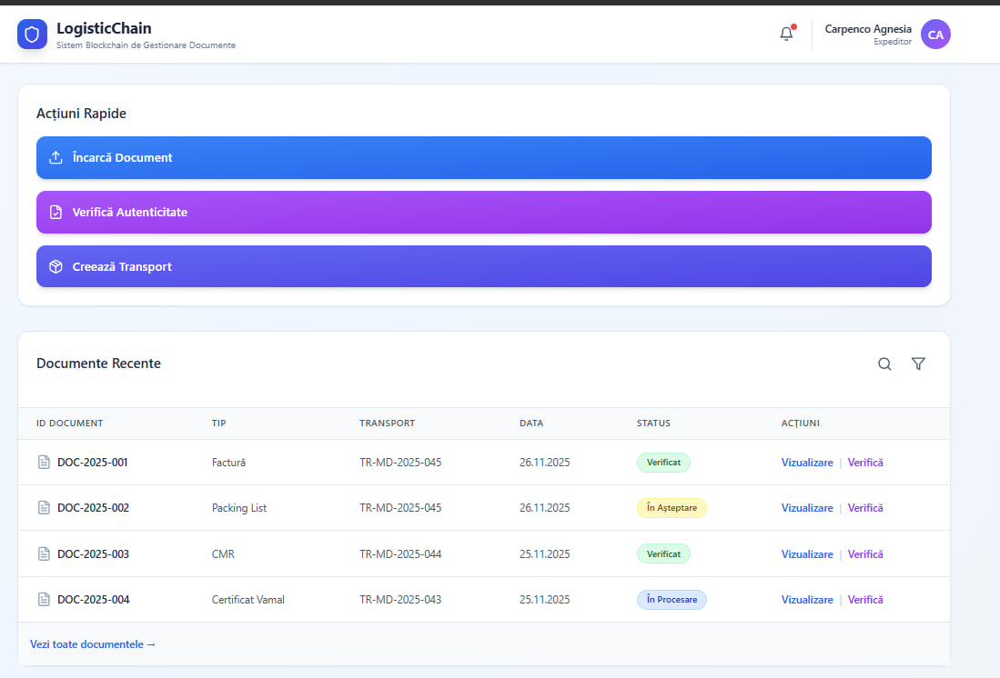 LogisticChain
Sistem Blockchain de Gestionare Documente
Carpenco Agnesia
Expeditor
CA
Acțiuni Rapide
Încarcă Document
Verifică Autenticitate
Creează Transport
Documente Recente
ID DOCUMENT TIP TRANSPORT DATA STATUS ACȚIUNI
DOC-2025-001 Factură TR-MD-2025-045 26.11.2025 Verificat Vizualizare | Verifică
DOC-2025-002 Packing List TR-MD-2025-045 26.11.2025 În Așteptare Vizualizare | Verifică
DOC-2025-003 CMR TR-MD-2025-044 25.11.2025 Verificat Vizualizare | Verifică
DOC-2025-004 Certificat Vamal TR-MD-2025-043 25.11.2025 În Procesare Vizualizare | Verifică
Vezi toate documentele →